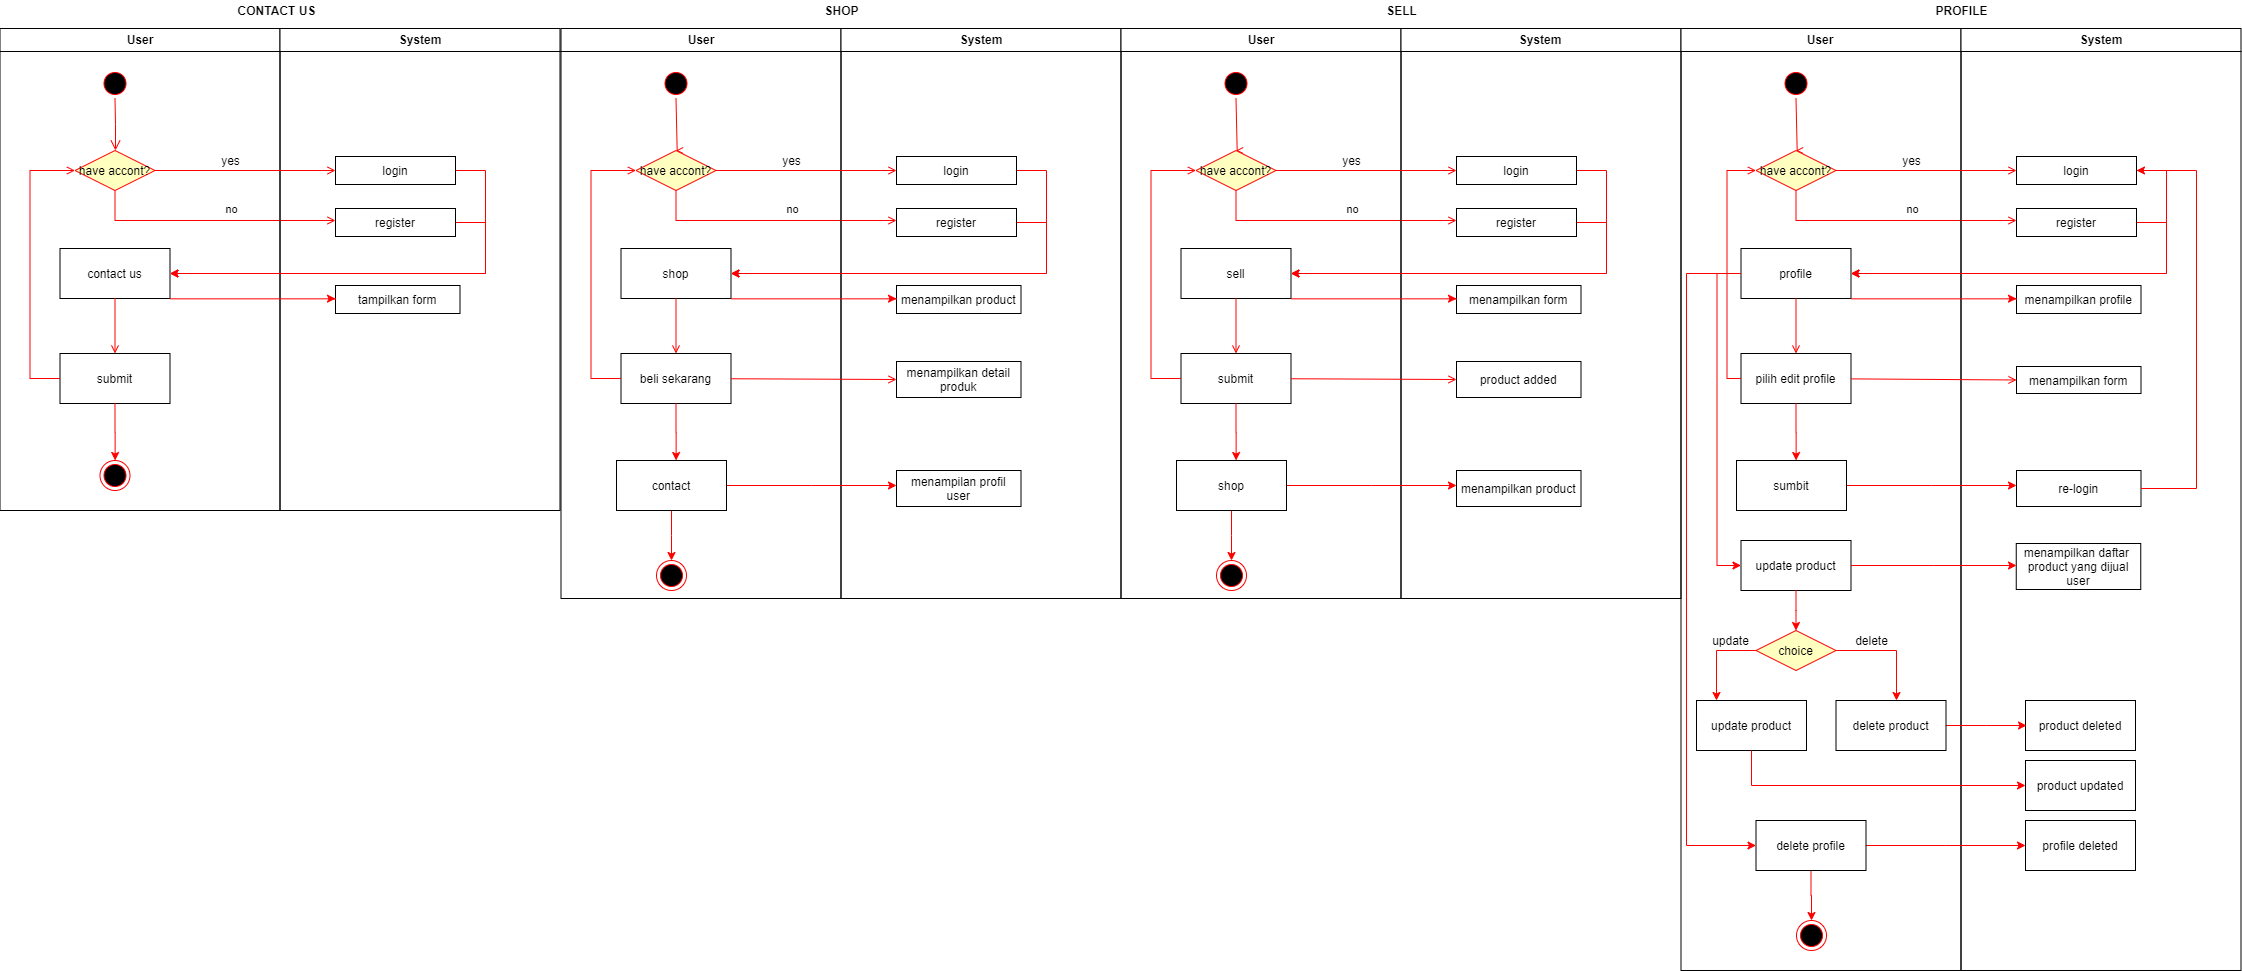 CONTACT US
User
System
have accont?
yes
login
no
register
contact us
tampilkan form
submit
SHOP
User
System
have accont?
yes
login
no
register
shop
menampilkan product
beli sekarang
menampilkan detail
produk
contact
menampilan profil
user
SELL
User
System
have accont?
yes
login
no
register
sell
menampilkan form
submit
product added
shop
menampilkan product
PROFILE
User
System
have accont?
yes
login
no
register
profile
menampilkan profile
pilih edit profile
menampilkan form
sumbit
re-login
update product
menampilkan daftar
product yang dijual
user
update
choice
delete
update product
delete product
product deleted
product updated
delete profile
profile deleted